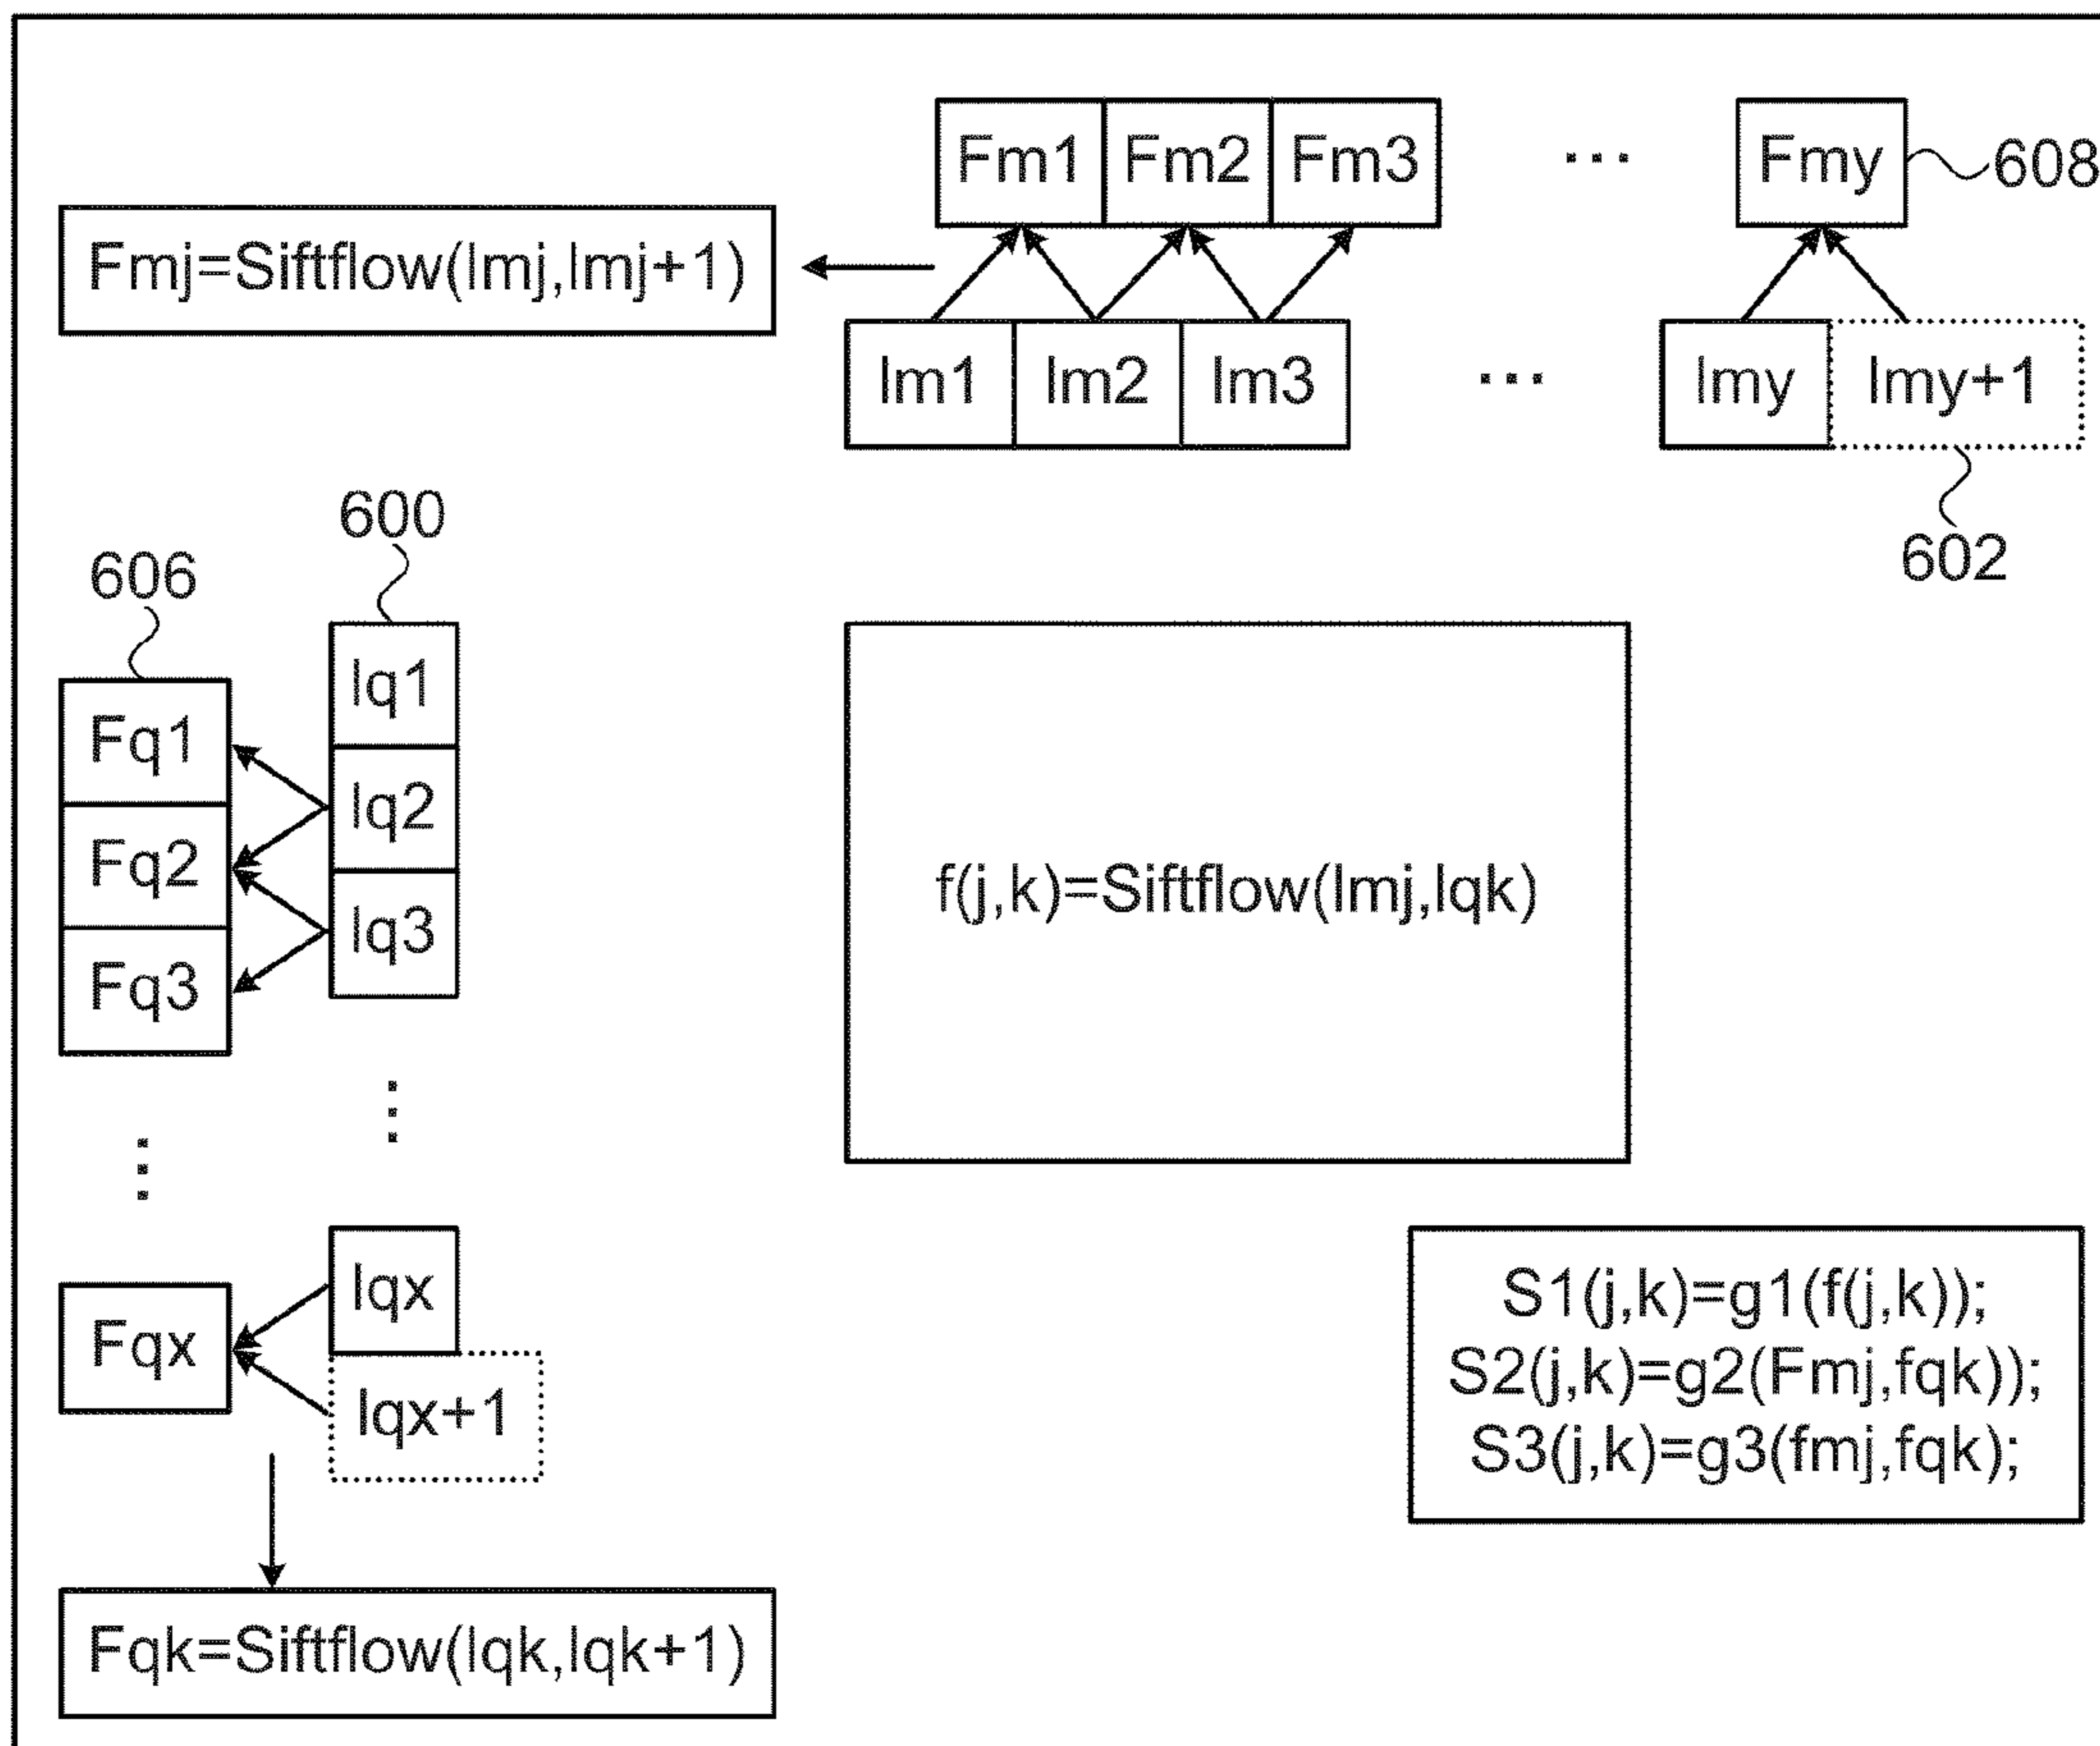 Fm1 Fm2 Fm3 ... Fmy 608
Fmj=Siftflow(Imj,Imj+1)
Im1 Im2 Im3 ... Imy Imy+1
602
600
606
Iq1
Fq1
Iq2
Fq2
Iq3
Fq3
f(j,k)=Siftflow(Imj,Iqk)
...
...
Iqx
Fqx
Iqx+1
S1(j,k)=g1(f(j,k));
S2(j,k)=g2(Fmj,fqk));
S3(j,k)=g3(fmj,fqk);
Fqk=Siftflow(Iqk,Iqk+1)